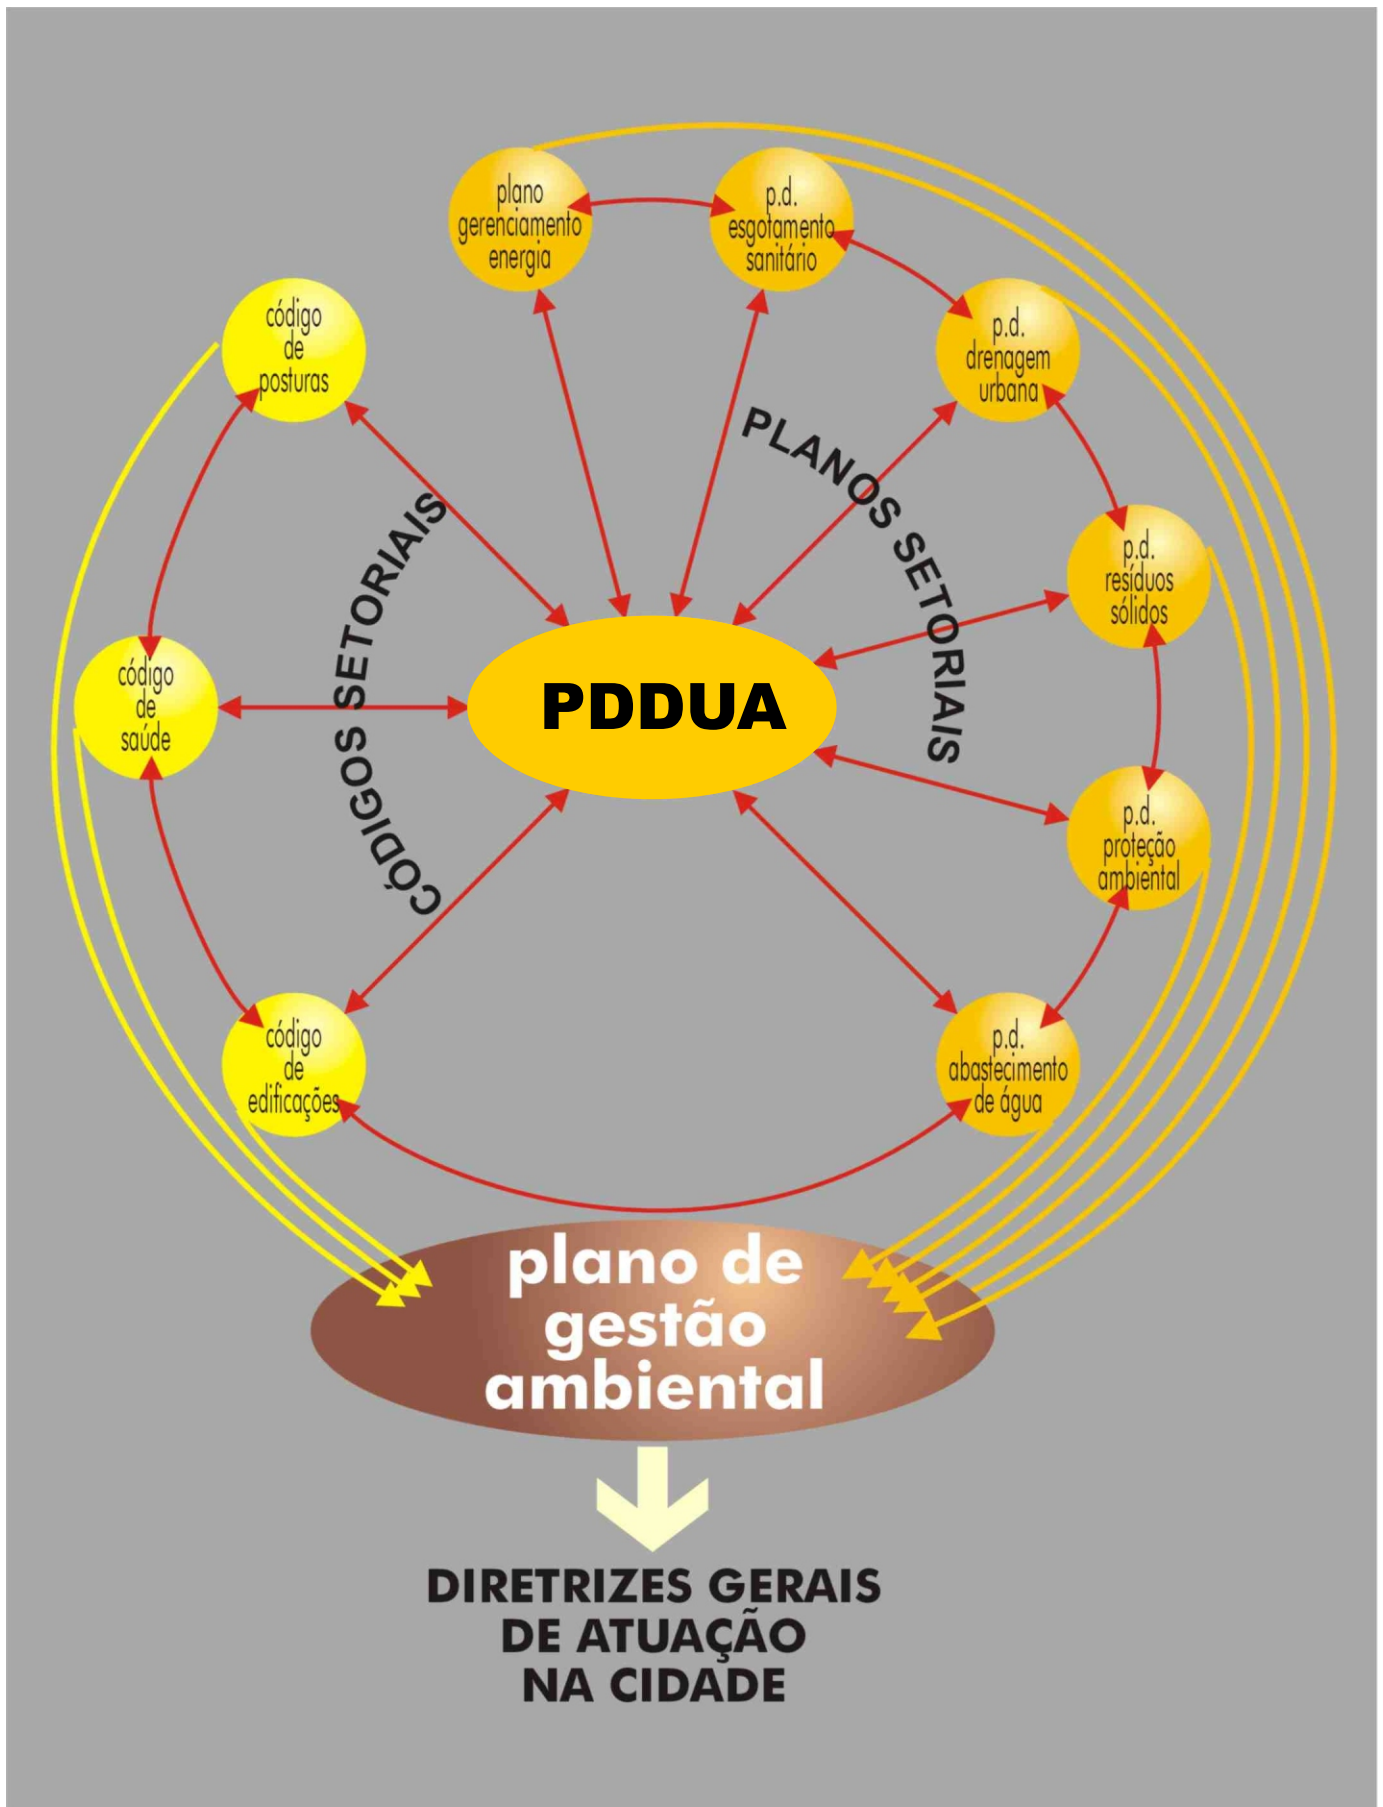 plano
gerenciamento
energia
p.d.
esgotamento
sanitário
código
de
posturas
p.d.
drenagem
urbana
PLANOS SETORIAIS
CÓDIGOS SETORIAIS
p.d.
resíduos
sólidos
código
de
saúde
PDDUA
p.d.
proteção
ambiental
código
de
edificações
p.d.
abastecimento
de água
plano de
gestão
ambiental
DIRETRIZES GERAIS
DE ATUAÇÃO
NA CIDADE